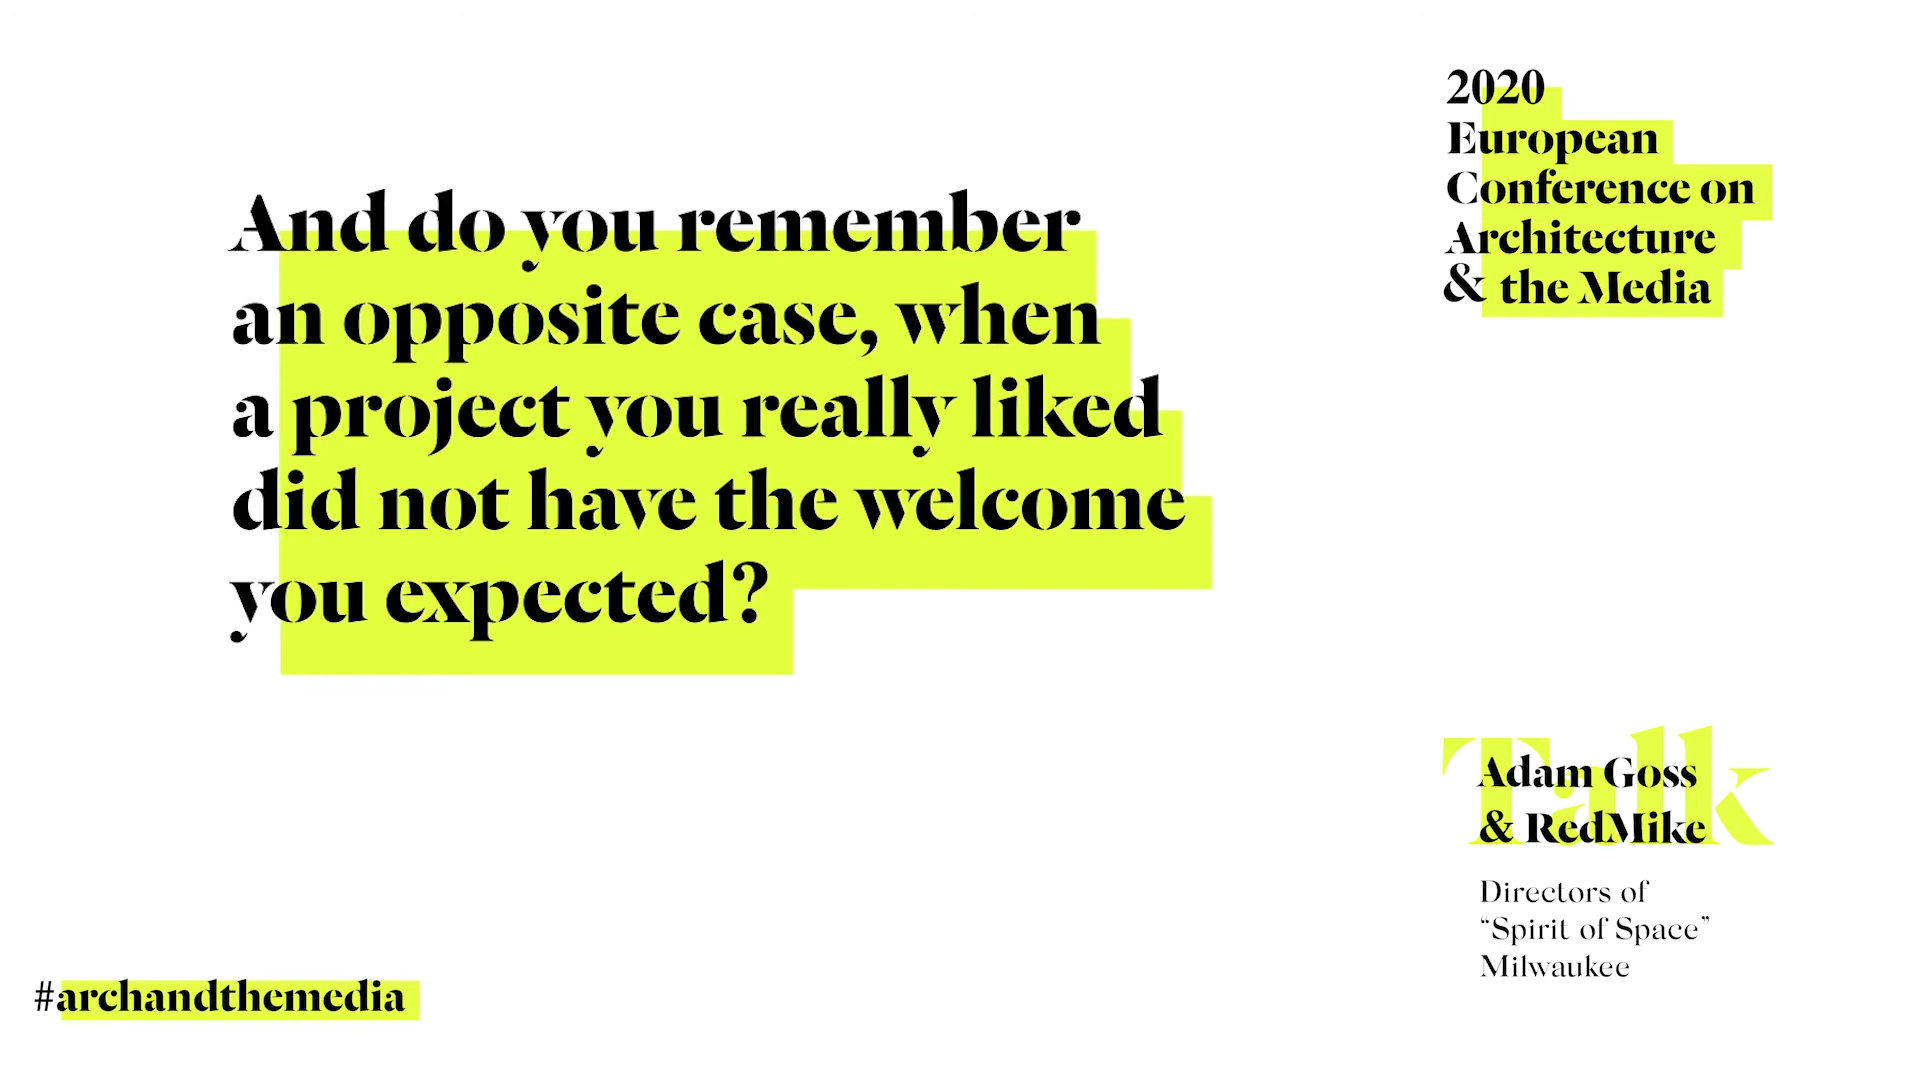 And do you remember
an opposite case, when
a project you really liked
did not have the welcome
you expected?
2020
European
Conference on
Architecture
& the Media
Talk
Adam Goss
& RedMike
Directors of
“Spirit of Space”
Milwaukee
#archandthemedia